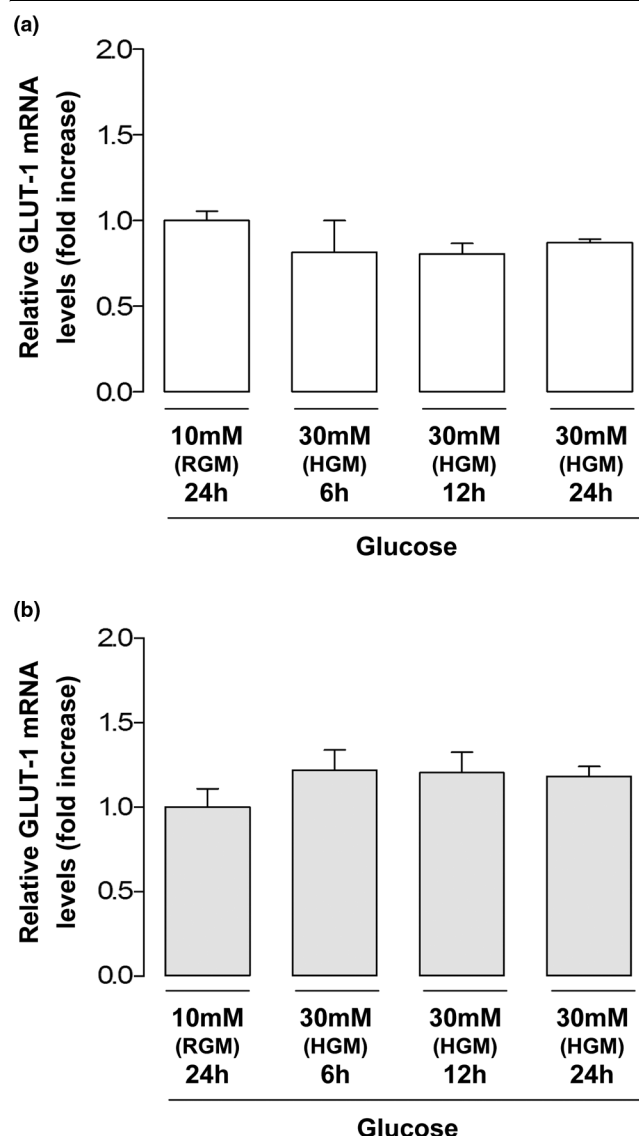 (a)
Relative GLUT-1 mRNA
levels (fold increase)
2.0
1.5
1.0
0.5
0.0
10mM 30mM 30mM 30mM
(RGM) (HGM) (HGM) (HGM)
24h 6h 12h 24h
Glucose
(b)
Relative GLUT-1 mRNA
levels (fold increase)
2.0
1.5
1.0
0.5
0.0
10mM 30mM 30mM 30mM
(RGM) (HGM) (HGM) (HGM)
24h 6h 12h 24h
Glucose